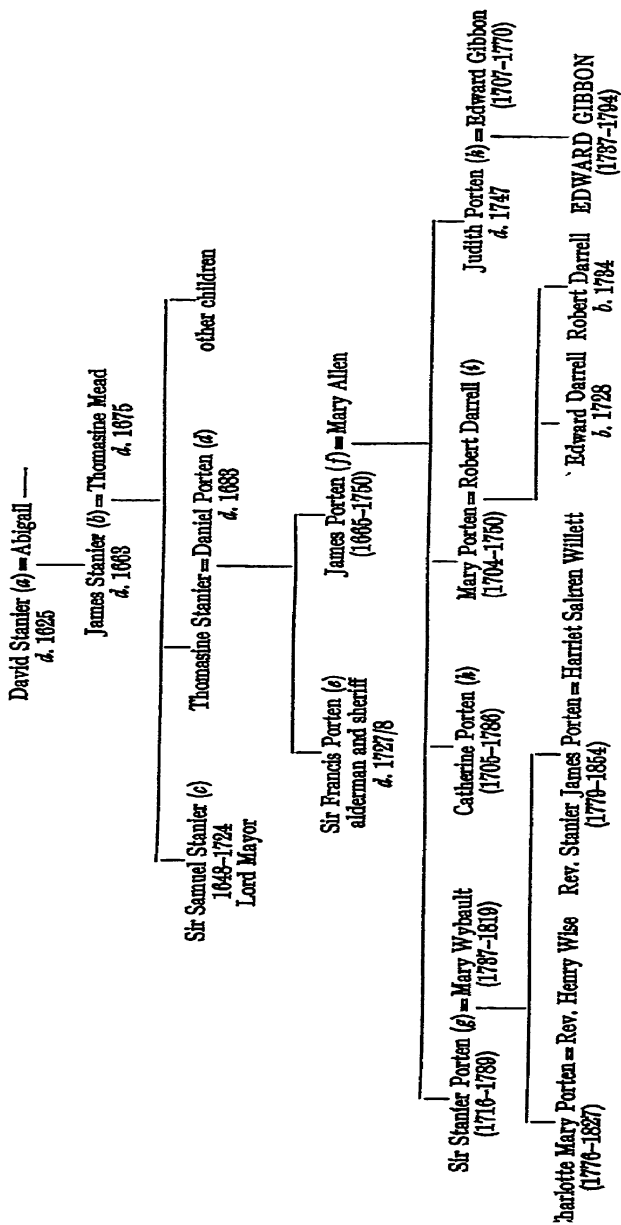 David Stanier (a) = Abigail —
d. 1625
James Stanier (b) = Thomasine Mead
d. 1663
d. 1675
Sir Samuel Stanier (c)
1648–1724
Lord Mayor
Thomasine Stanier = Daniel Porten (d)
d. 1683
other children
Sir Francis Porten (e)
alderman and sheriff
d. 1727/8
James Porten (f) = Mary Allen
(1665–1750)
Sir Stanier Porten (g) = Mary Wybault
(1716–1789)
(1737–1819)
Catherine Porten (h)
(1705–1786)
Mary Porten = Robert Darrell (i)
(1704–1750)
Judith Porten (k) = Edward Gibbon
d. 1747
(1707–1770)
harlotte Mary Porten = Rev. Henry Wise
(1776–1827)
Rev. Stanier James Porten = Harriet Saltren Willett
(1779–1854)
Edward Darrell
b. 1728
Robert Darrell
b. 1734
EDWARD GIBBON
(1737–1794)